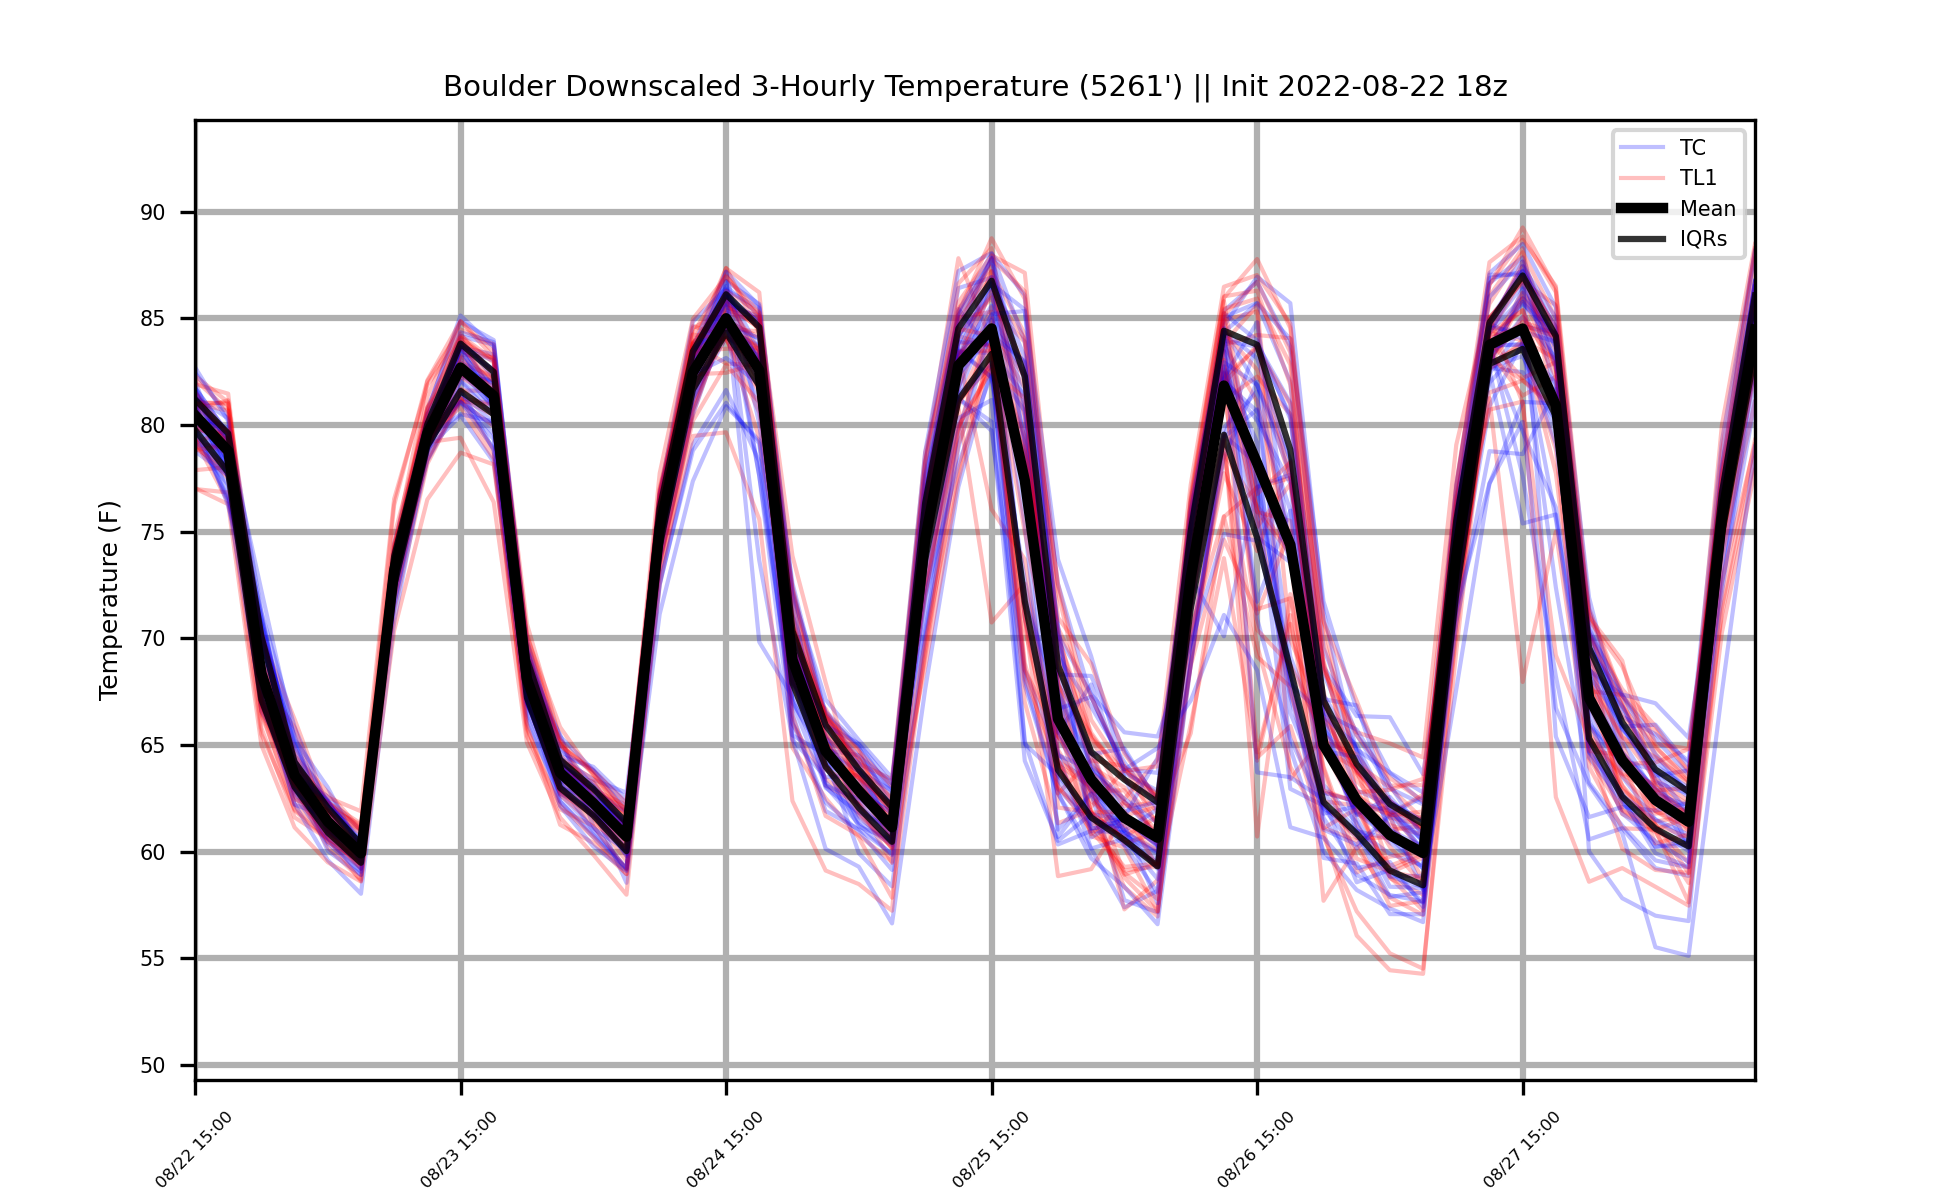 Boulder Downscaled 3-Hourly Temperature (5261') || Init 2022-08-22 18z
TC
TL1
Mean
IQRs
Temperature (F)
90
85
80
75
70
65
60
55
50
08/22 15:00
08/23 15:00
08/24 15:00
08/25 15:00
08/26 15:00
08/27 15:00